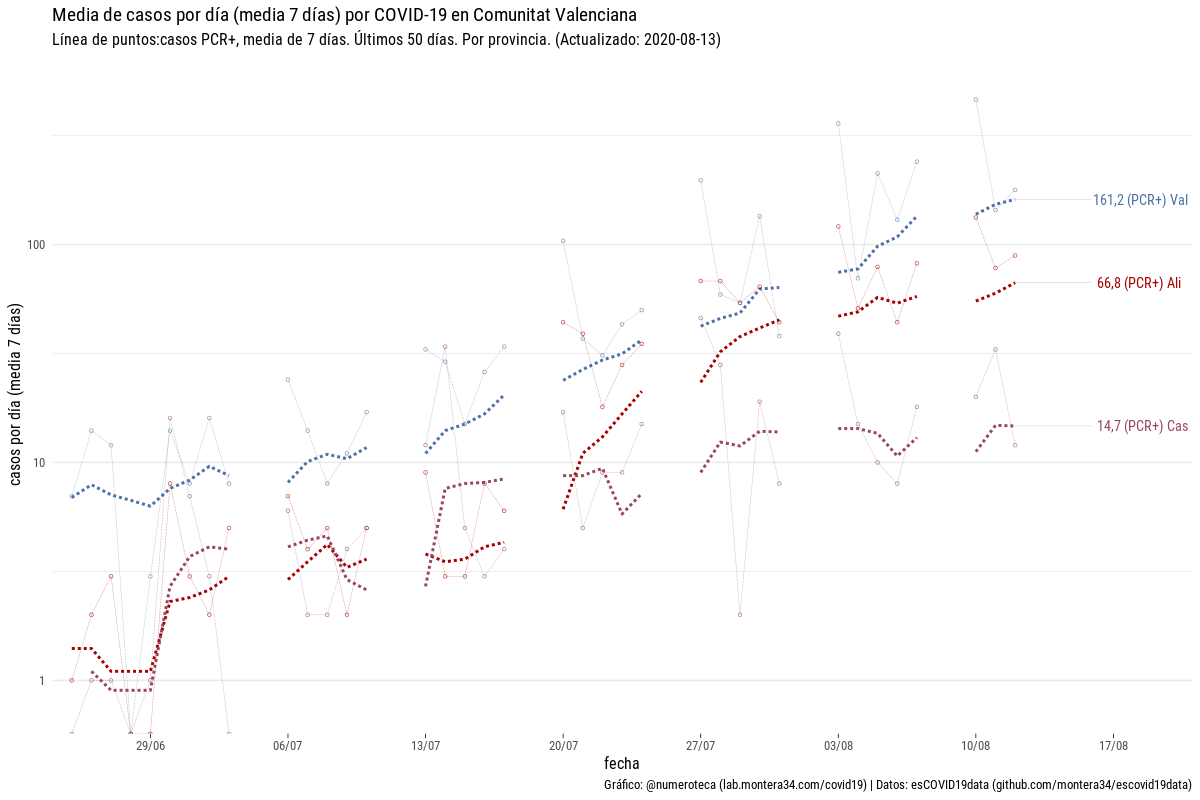 Media de casos por día (media 7 días) por COVID-19 en Comunitat Valenciana
Línea de puntos:casos PCR+, media de 7 días. Últimos 50 días. Por provincia. (Actualizado: 2020-08-13)
casos por día (media 7 días)
100
10
1
161,2 (PCR+) Val
66,8 (PCR+) Ali
14,7 (PCR+) Cas
29/06
06/07
13/07
20/07
27/07
03/08
10/08
17/08
fecha
Gráfico: @numeroteca (lab.montera34.com/covid19) | Datos: esCOVID19data (github.com/montera34/escovid19data)